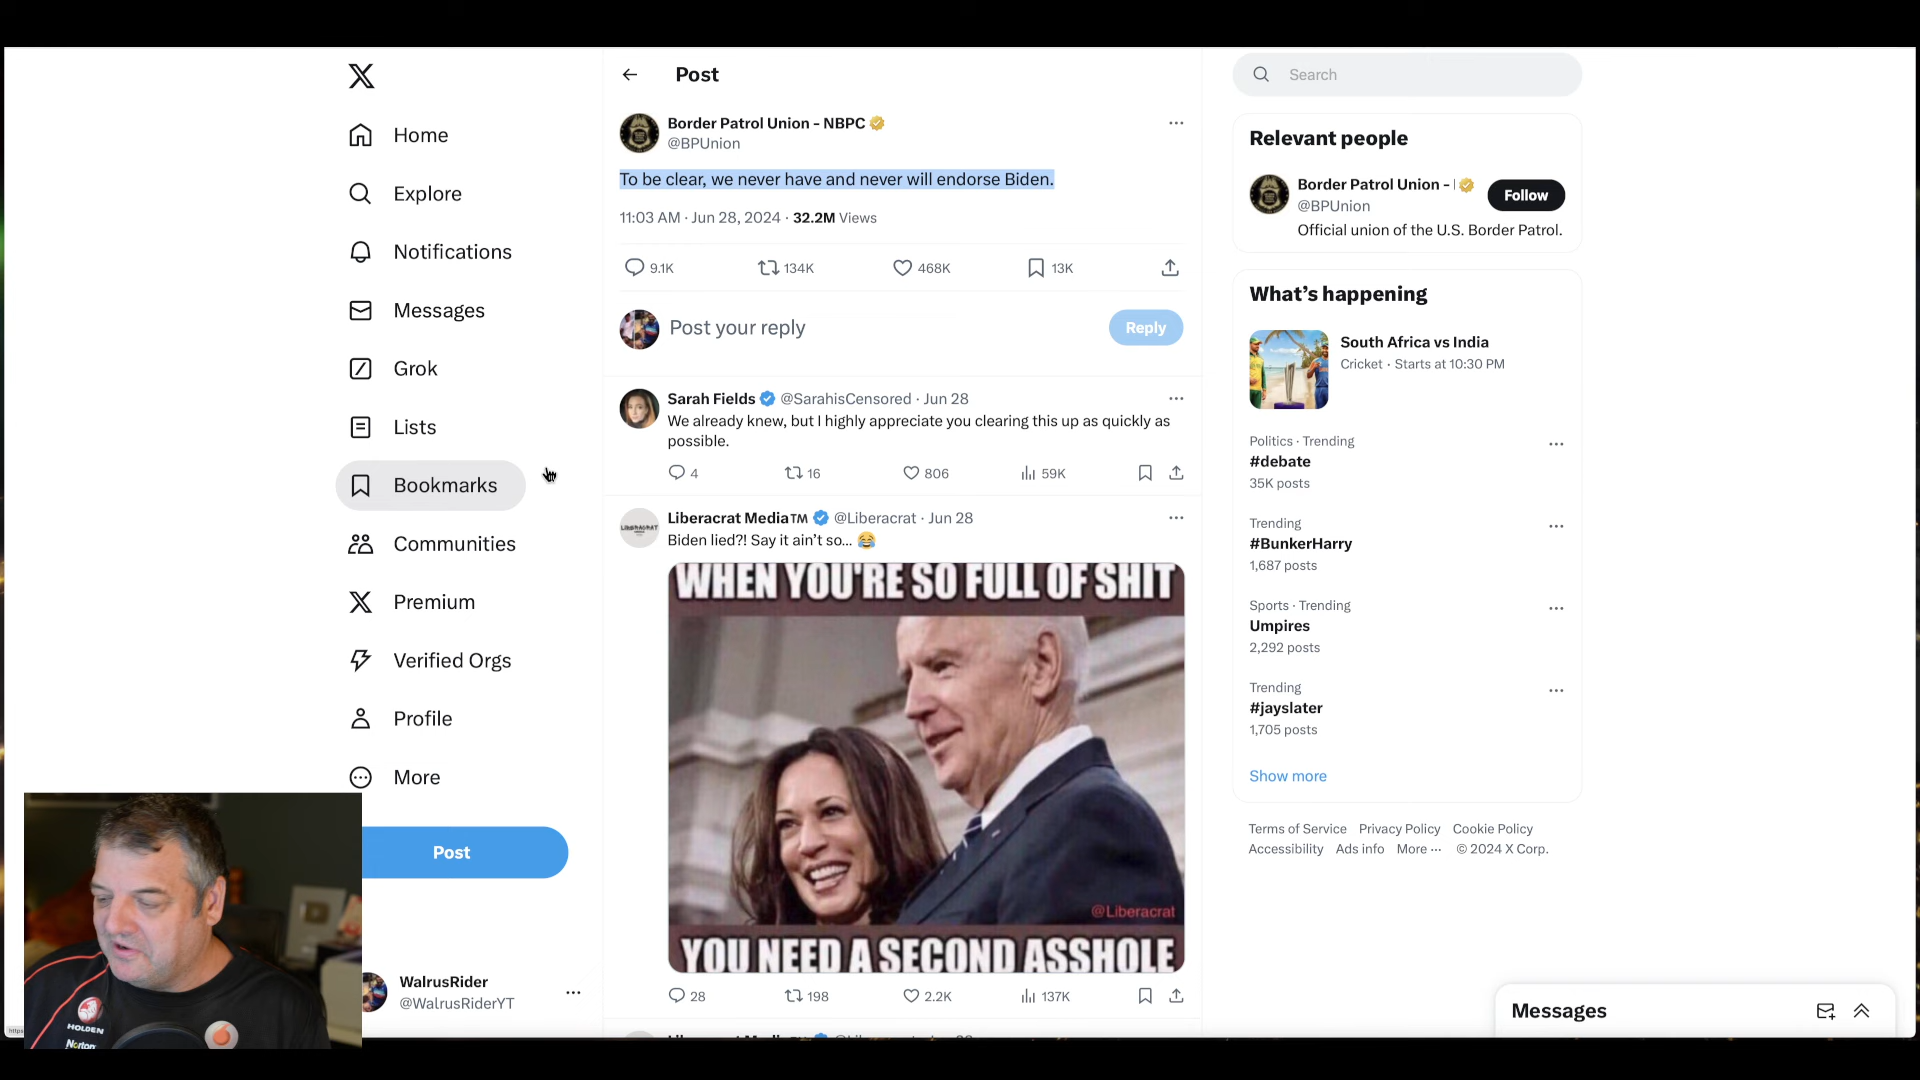 Home
Explore
Notifications
Messages
Grok
Lists
Bookmarks
Communities
Premium
Verified Orgs
Profile
More
Post
WalrusRider
@WalrusRiderYT
HOLDEN
Norton
Post
Border Patrol Union - NBPC
@BPUnion
To be clear, we never have and never will endorse Biden.
11:03 AM · Jun 28, 2024 · 32.2M Views
9.1K 134K 468K 13K
Post your reply
Reply
Sarah Fields @SarahisCensored · Jun 28
We already knew, but I highly appreciate you clearing this up as quickly as
possible.
4 16 806 59K
Liberacrat Media™ @Liberacrat · Jun 28
Biden lied?! Say it ain’t so... 😂
WHEN YOU'RE SO FULL OF SHIT
@Liberacrat
YOU NEED A SECOND ASSHOLE
28 198 2.2K 137K
Search
Relevant people
Border Patrol Union -
@BPUnion
Follow
Official union of the U.S. Border Patrol.
What’s happening
South Africa vs India
Cricket · Starts at 10:30 PM
Politics · Trending
#debate
35K posts
Trending
#BunkerHarry
1,687 posts
Sports · Trending
Umpires
2,292 posts
Trending
#jayslater
1,705 posts
Show more
Terms of Service Privacy Policy Cookie Policy
Accessibility Ads info More ··· © 2024 X Corp.
Messages